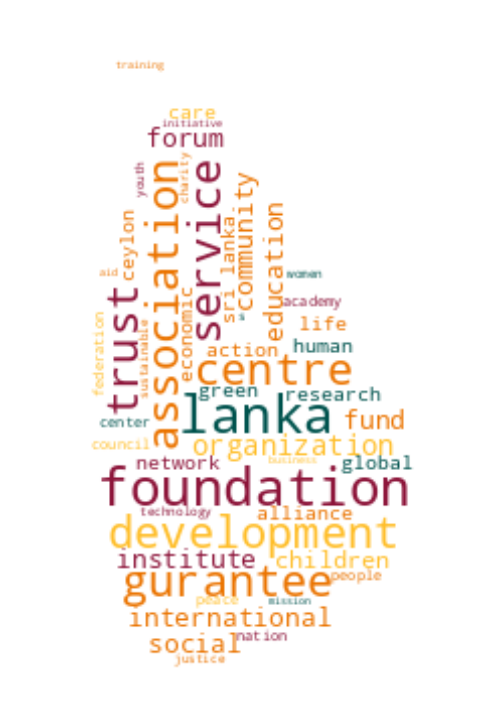 training
care
initiative
forum
youth
charity
association
service
sri lanka
community
ceylon
education
aid
women
trust
s
academy
federation
sustainable
economic
life
action
human
centre
green
research
lanka
center
fund
council
organization
network
business
global
foundation
technology
alliance
development
institute
children
gurantee
people
peace
mission
international
social
nation
justice